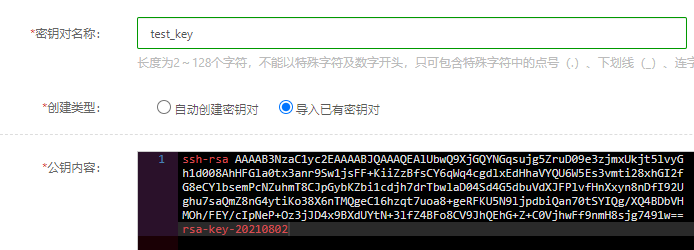 *密钥对名称：
test_key
长度为2～128个字符，不能以特殊字符及数字开头，只可包含特殊字符中的点号（.）、下划线（_）、连字
*创建类型：
自动创建密钥对 导入已有密钥对
*公钥内容：
1 ssh-rsa AAAAB3NzaC1yc2EAAAABJQAAAQEAlUbwQ9XjGQYNGqsujg5ZruD09e3zjmxUkjt5lvyG
h1d008AhHFGla0tx3anr9Sw1jsFF+KiiZzBfsCY6qWq4cgdlxEdHhaVYQU6W5Es3vmti28xhGI2f
G8eCYlbsemPcNZuhmT8CJpGybKZbi1cdjh7drTbwlaD04Sd4G5dbuVdXJFPlvfHnXxyn8nDfI92U
ghu7saQmZ8nG4ytiKo38X6nTMQgeC16hzqt7uoa8+geRFKU5N9ljpdbiQan70tSYIQg/XQ4BDbVH
MOh/FEY/cIpNeP+Oz3jJD4x9BXdUYtN+3lfZ4BFo8CV9JhQEhG+Z+C0VjhwFf9nmH8sjg7491w==
rsa-key-20210802